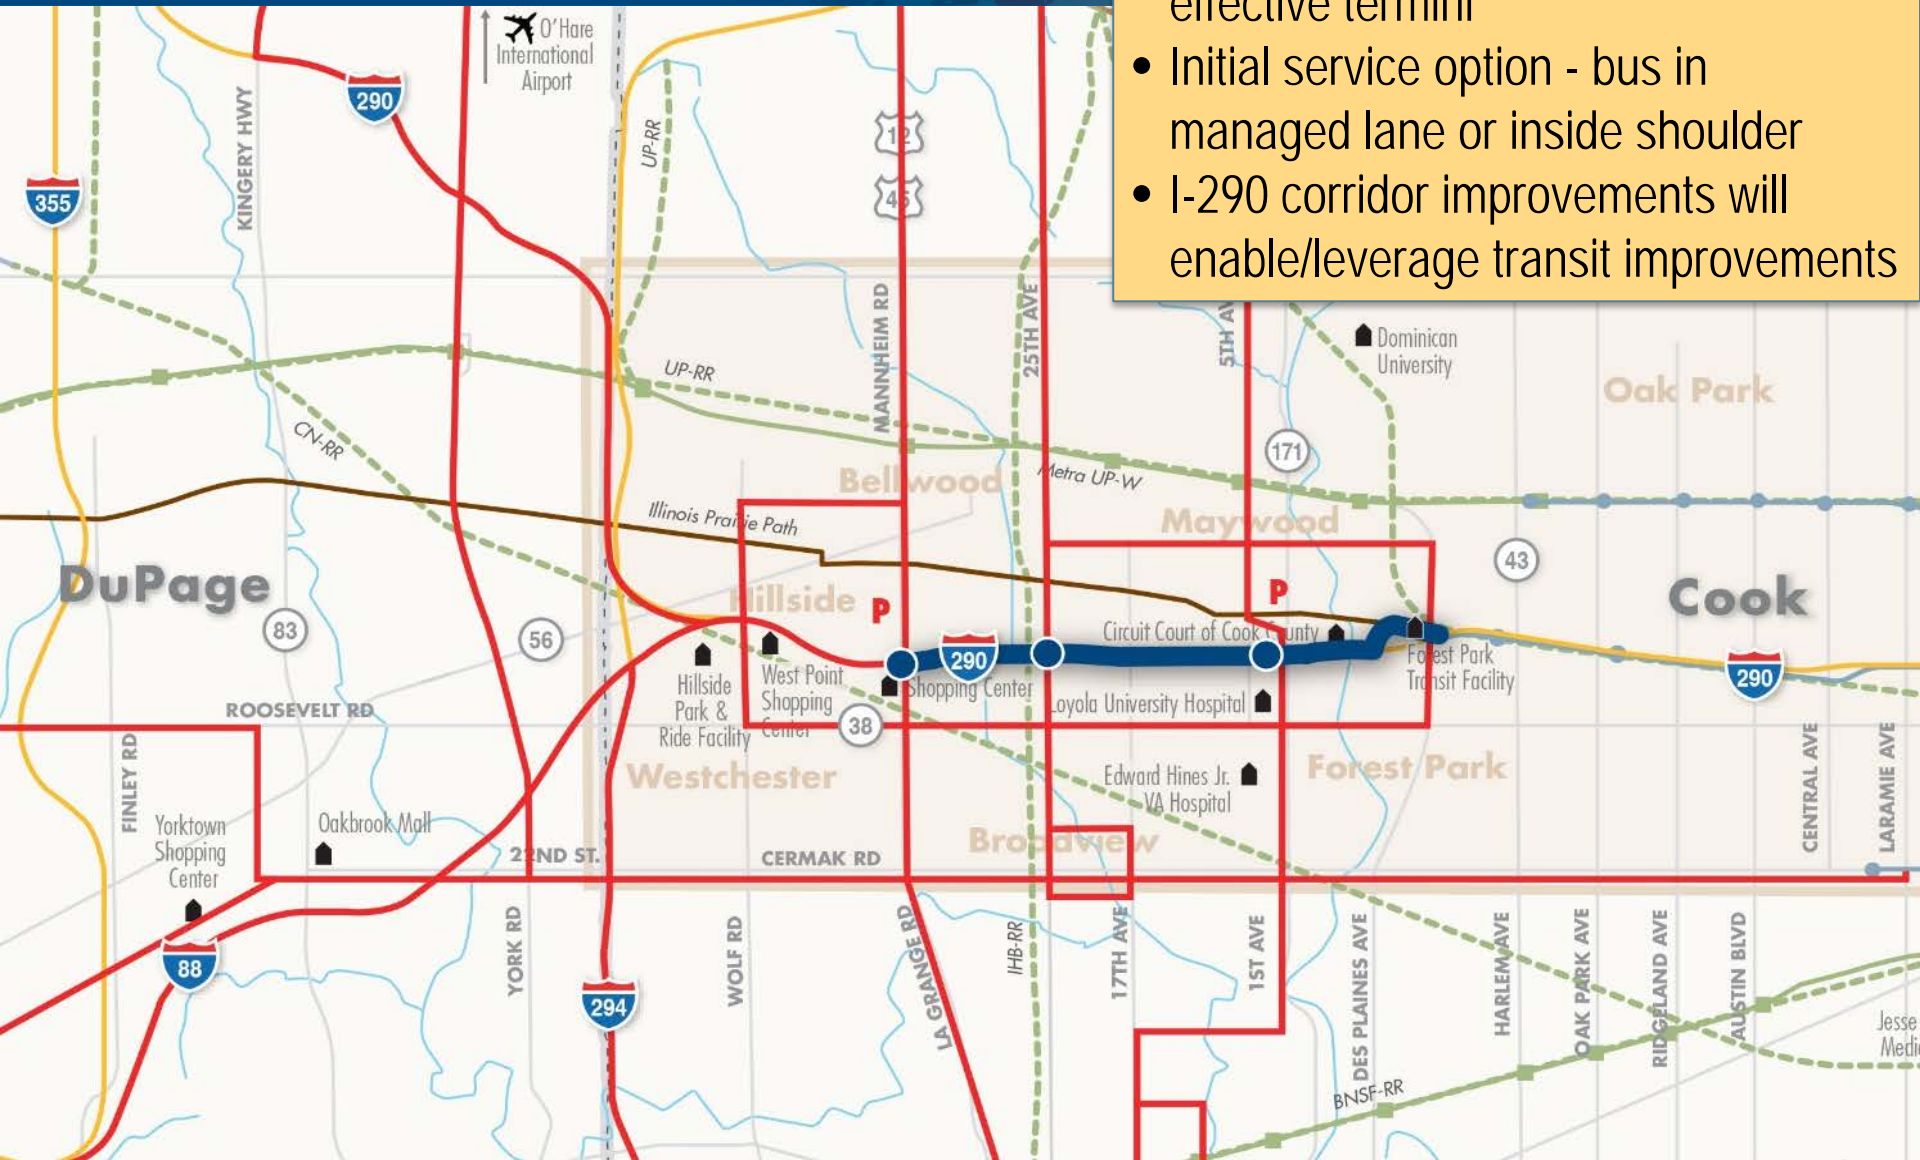 effective termini
• Initial service option - bus in
managed lane or inside shoulder
• I-290 corridor improvements will
enable/leverage transit improvements
O'Hare
International
Airport
290
355
KINGERY HWY
UP-RR
12
45
MANNHEIM RD
25TH AVE
5TH AV
Dominican
University
Oak Park
UP-RR
CN-RR
171
Bellwood
Metra UP-W
Illinois Prairie Path
Maywood
43
DuPage
Cook
83
56
Hillside
P
P
Circuit Court of Cook County
290
Forest Park
Transit Facility
290
Hillside
Park &
Ride Facility
West Point
Shopping
Center
Shopping Center
Loyola University Hospital
38
ROOSEVELT RD
FINLEY RD
Westchester
Edward Hines Jr.
VA Hospital
Forest Park
CENTRAL AVE
LARAMIE AVE
Yorktown
Shopping
Center
Oakbrook Mall
22ND ST.
CERMAK RD
Broadview
88
YORK RD
294
WOLF RD
LA GRANGE RD
IHB-RR
17TH AVE
1ST AVE
DES PLAINES AVE
HARLEM AVE
OAK PARK AVE
RIDGELAND AVE
AUSTIN BLVD
Jesse
Medi
BNSF-RR